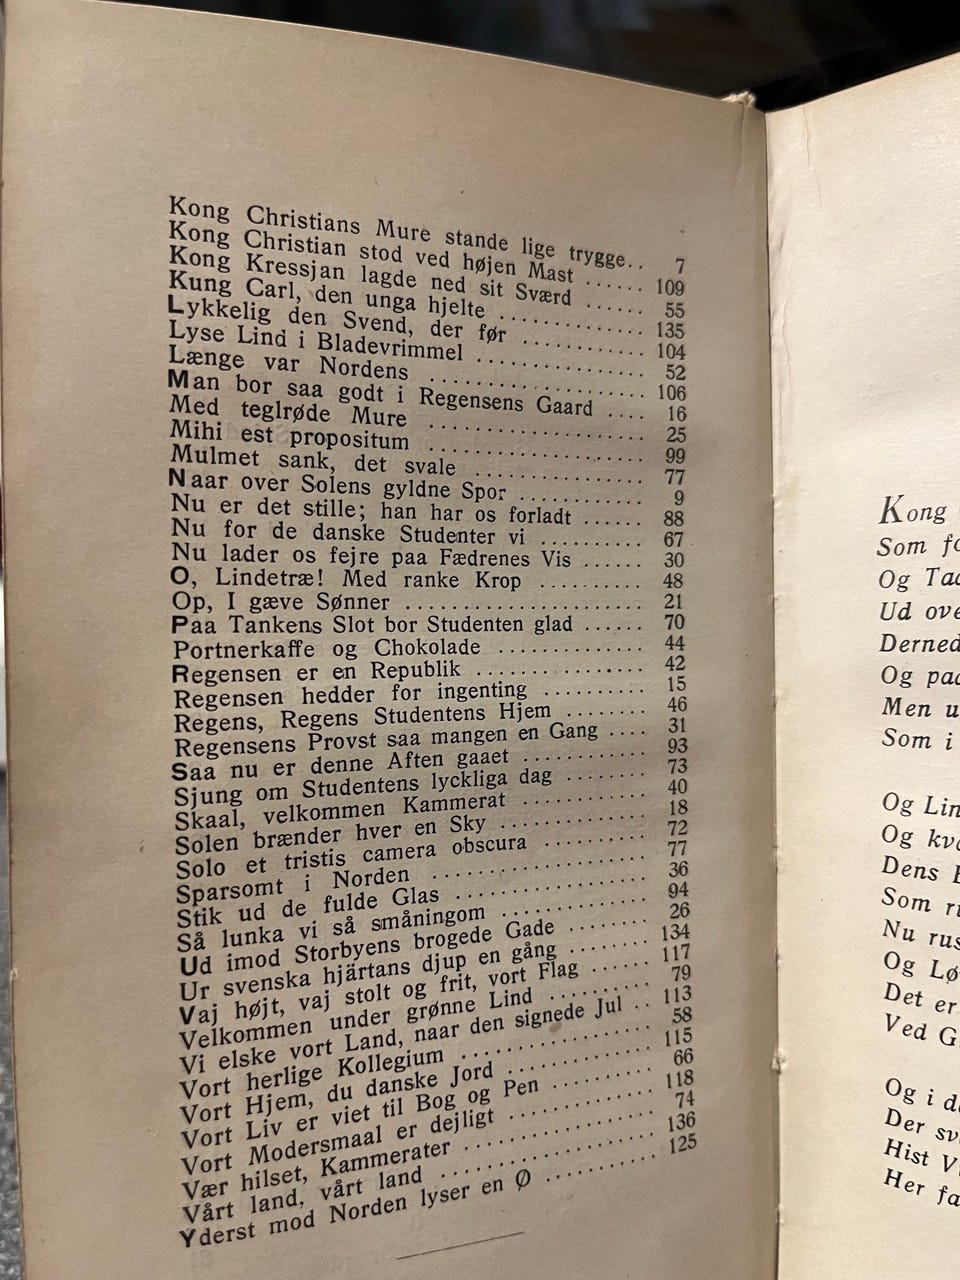 Kong Christians Mure stande lige trygge.. 7
Kong Christian stod ved højen Mast ...... 109
Kong Kressjan lagde ned sit Sværd ...... 55
Kung Carl, den unga hjelte ............. 135
Lykkelig den Svend, der før ........... 104
Lyse Lind i Bladevrimmel ............... 52
Længe var Nordens ................... 106
Man bor saa godt i Regensens Gaard .... 16
Med teglrøde Mure ................... 25
Mihi est propositum ................... 99
Mulmet sank, det svale ............... 77
Naar over Solens gyldne Spor ........... 9
Nu er det stille; han har os forladt ...... 88
Nu for de danske Studenter vi .......... 67
Nu lader os fejre paa Fædrenes Vis ...... 30
O, Lindetræ! Med ranke Krop .......... 48
Op, I gæve Sønner ..................... 21
Paa Tankens Slot bor Studenten glad ...... 70
Portnerkaffe og Chokolade ............. 44
Regensen er en Republik ............... 42
Regensen hedder for ingenting .......... 15
Regens, Regens Studentens Hjem ........ 46
Regensens Provst saa mangen en Gang .... 31
Saa nu er denne Aften gaaet ............ 93
Sjung om Studentens lyckliga dag ........ 73
Skaal, velkommen Kammerat ............ 40
Solen brænder hver en Sky ............. 18
Solo et tristis camera obscura .......... 72
Sparsomt i Norden ................... 77
Stik ud de fulde Glas ................. 36
Så lunka vi så småningom ............. 94
Ud imod Storbyens brogede Gade ........ 26
Ur svenska hjärtans djup en gång ........ 134
Vaj højt, vaj stolt og frit, vort Flag ...... 117
Velkommen under grønne Lind .......... 79
Vi elske vort Land, naar den signede Jul .. 113
Vort herlige Kollegium ................. 58
Vort Hjem, du danske Jord ............. 115
Vort Liv er viet til Bog og Pen .......... 66
Vort Modersmaal er dejligt ............. 118
Vær hilset, Kammerater ............... 74
Vårt land, vårt land ................... 136
Yderst mod Norden lyser en Ø .......... 125
Kong
Som
Og
Ud
Derned
Og
Men
Som i
Og
Og
Dens
Som
Nu
Og
Det er
Ved
Og i
Der
Hist
Her